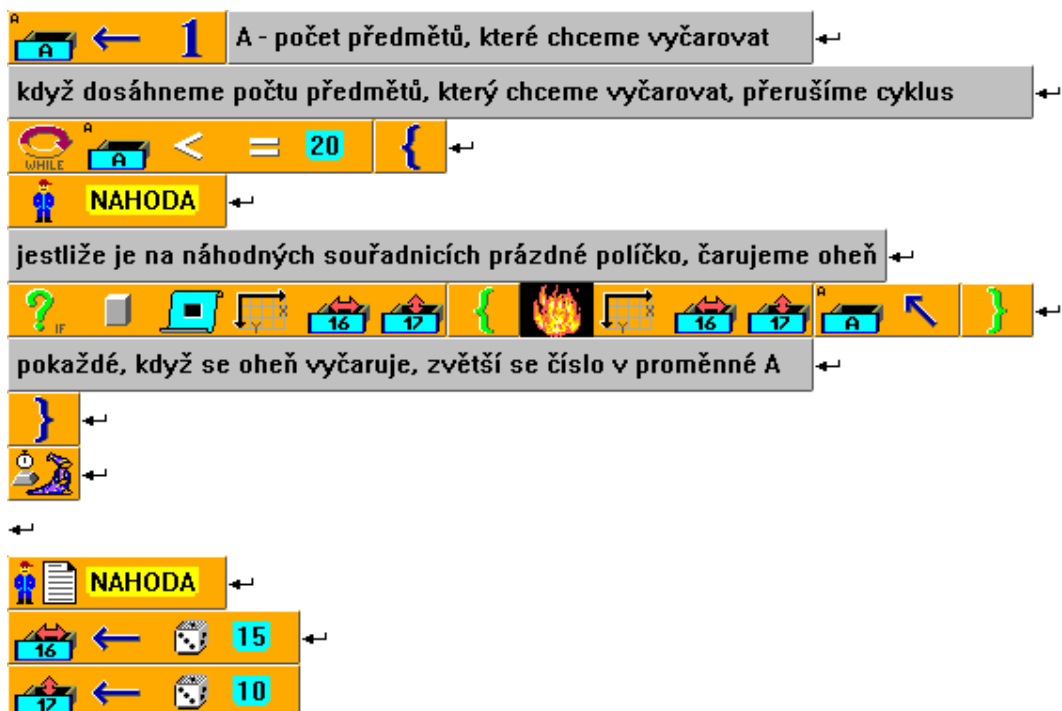 A A 1 A - počet předmětů, které chceme vyčarovat
když dosáhneme počtu předmětů, který chceme vyčarovat, přerušíme cyklus
WHILE A A < = 20 {
NAHODA
jestliže je na náhodných souřadnicích prázdné políčko, čarujeme oheň
? IF Y X 16 17 { Y X 16 17 A A }
pokaždé, když se oheň vyčaruje, zvětší se číslo v proměnné A
}
NAHODA
16 ← 15
17 ← 10